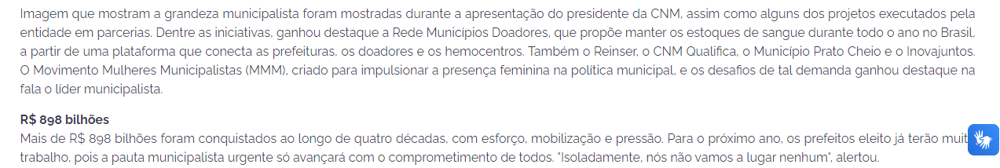 Imagem que mostram a grandeza municipalista foram mostradas durante a apresentação do presidente da CNM, assim como alguns dos projetos executados pela
entidade em parcerias. Dentre as iniciativas, ganhou destaque a Rede Municípios Doadores, que propõe manter os estoques de sangue durante todo o ano no Brasil,
a partir de uma plataforma que conecta as prefeituras, os doadores e os hemocentros. Também o Reinser, o CNM Qualifica, o Município Prato Cheio e o Inovajuntos.
O Movimento Mulheres Municipalistas (MMM), criado para impulsionar a presença feminina na política municipal, e os desafios de tal demanda ganhou destaque na
fala o líder municipalista.
R$ 898 bilhões
Mais de R$ 898 bilhões foram conquistados ao longo de quatro décadas, com esforço, mobilização e pressão. Para o próximo ano, os prefeitos eleito já terão muit
trabalho, pois a pauta municipalista urgente só avançará com o comprometimento de todos. "Isoladamente, nós não vamos a lugar nenhum", alertou.